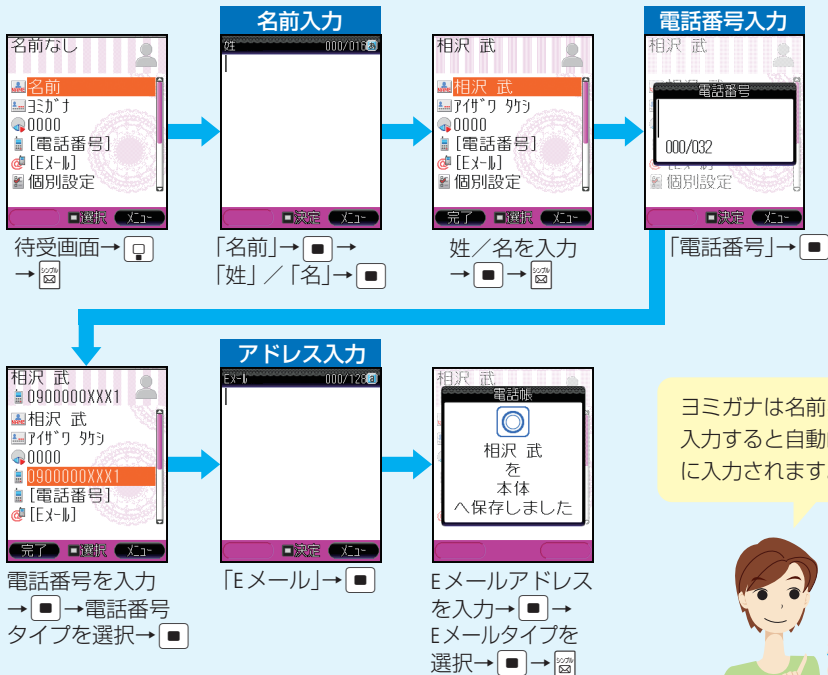 名前なし
名前
ヨミガナ
0000
[電話番号]
[Eメール]
個別設定
選択 メニュー
待受画面→
→シンプル
名前入力
姓 000/016
決定 メニュー
「名前」→ →
「姓」/「名」→
相沢 武
相沢 武
アイザワ タケシ
0000
[電話番号]
[Eメール]
個別設定
完了 選択 メニュー
姓/名を入力
→ →シンプル
電話番号入力
相沢 武
電話番号
000/032
個別設定
決定 メニュー
「電話番号」→
相沢 武
0900000XXX1
相沢 武
アイザワ タケシ
0000
0900000XXX1
[電話番号]
[Eメール]
完了 選択 メニュー
電話番号を入力
→ →電話番号
タイプを選択→
アドレス入力
Eメール 000/128
決定 メニュー
「Eメール」→
相沢 武
電話帳
相沢 武
を
本体
へ保存しました
Eメールアドレス
を入力→ →
Eメールタイプを
選択→ →シンプル
ヨミガナは名前
入力すると自動
に入力されます